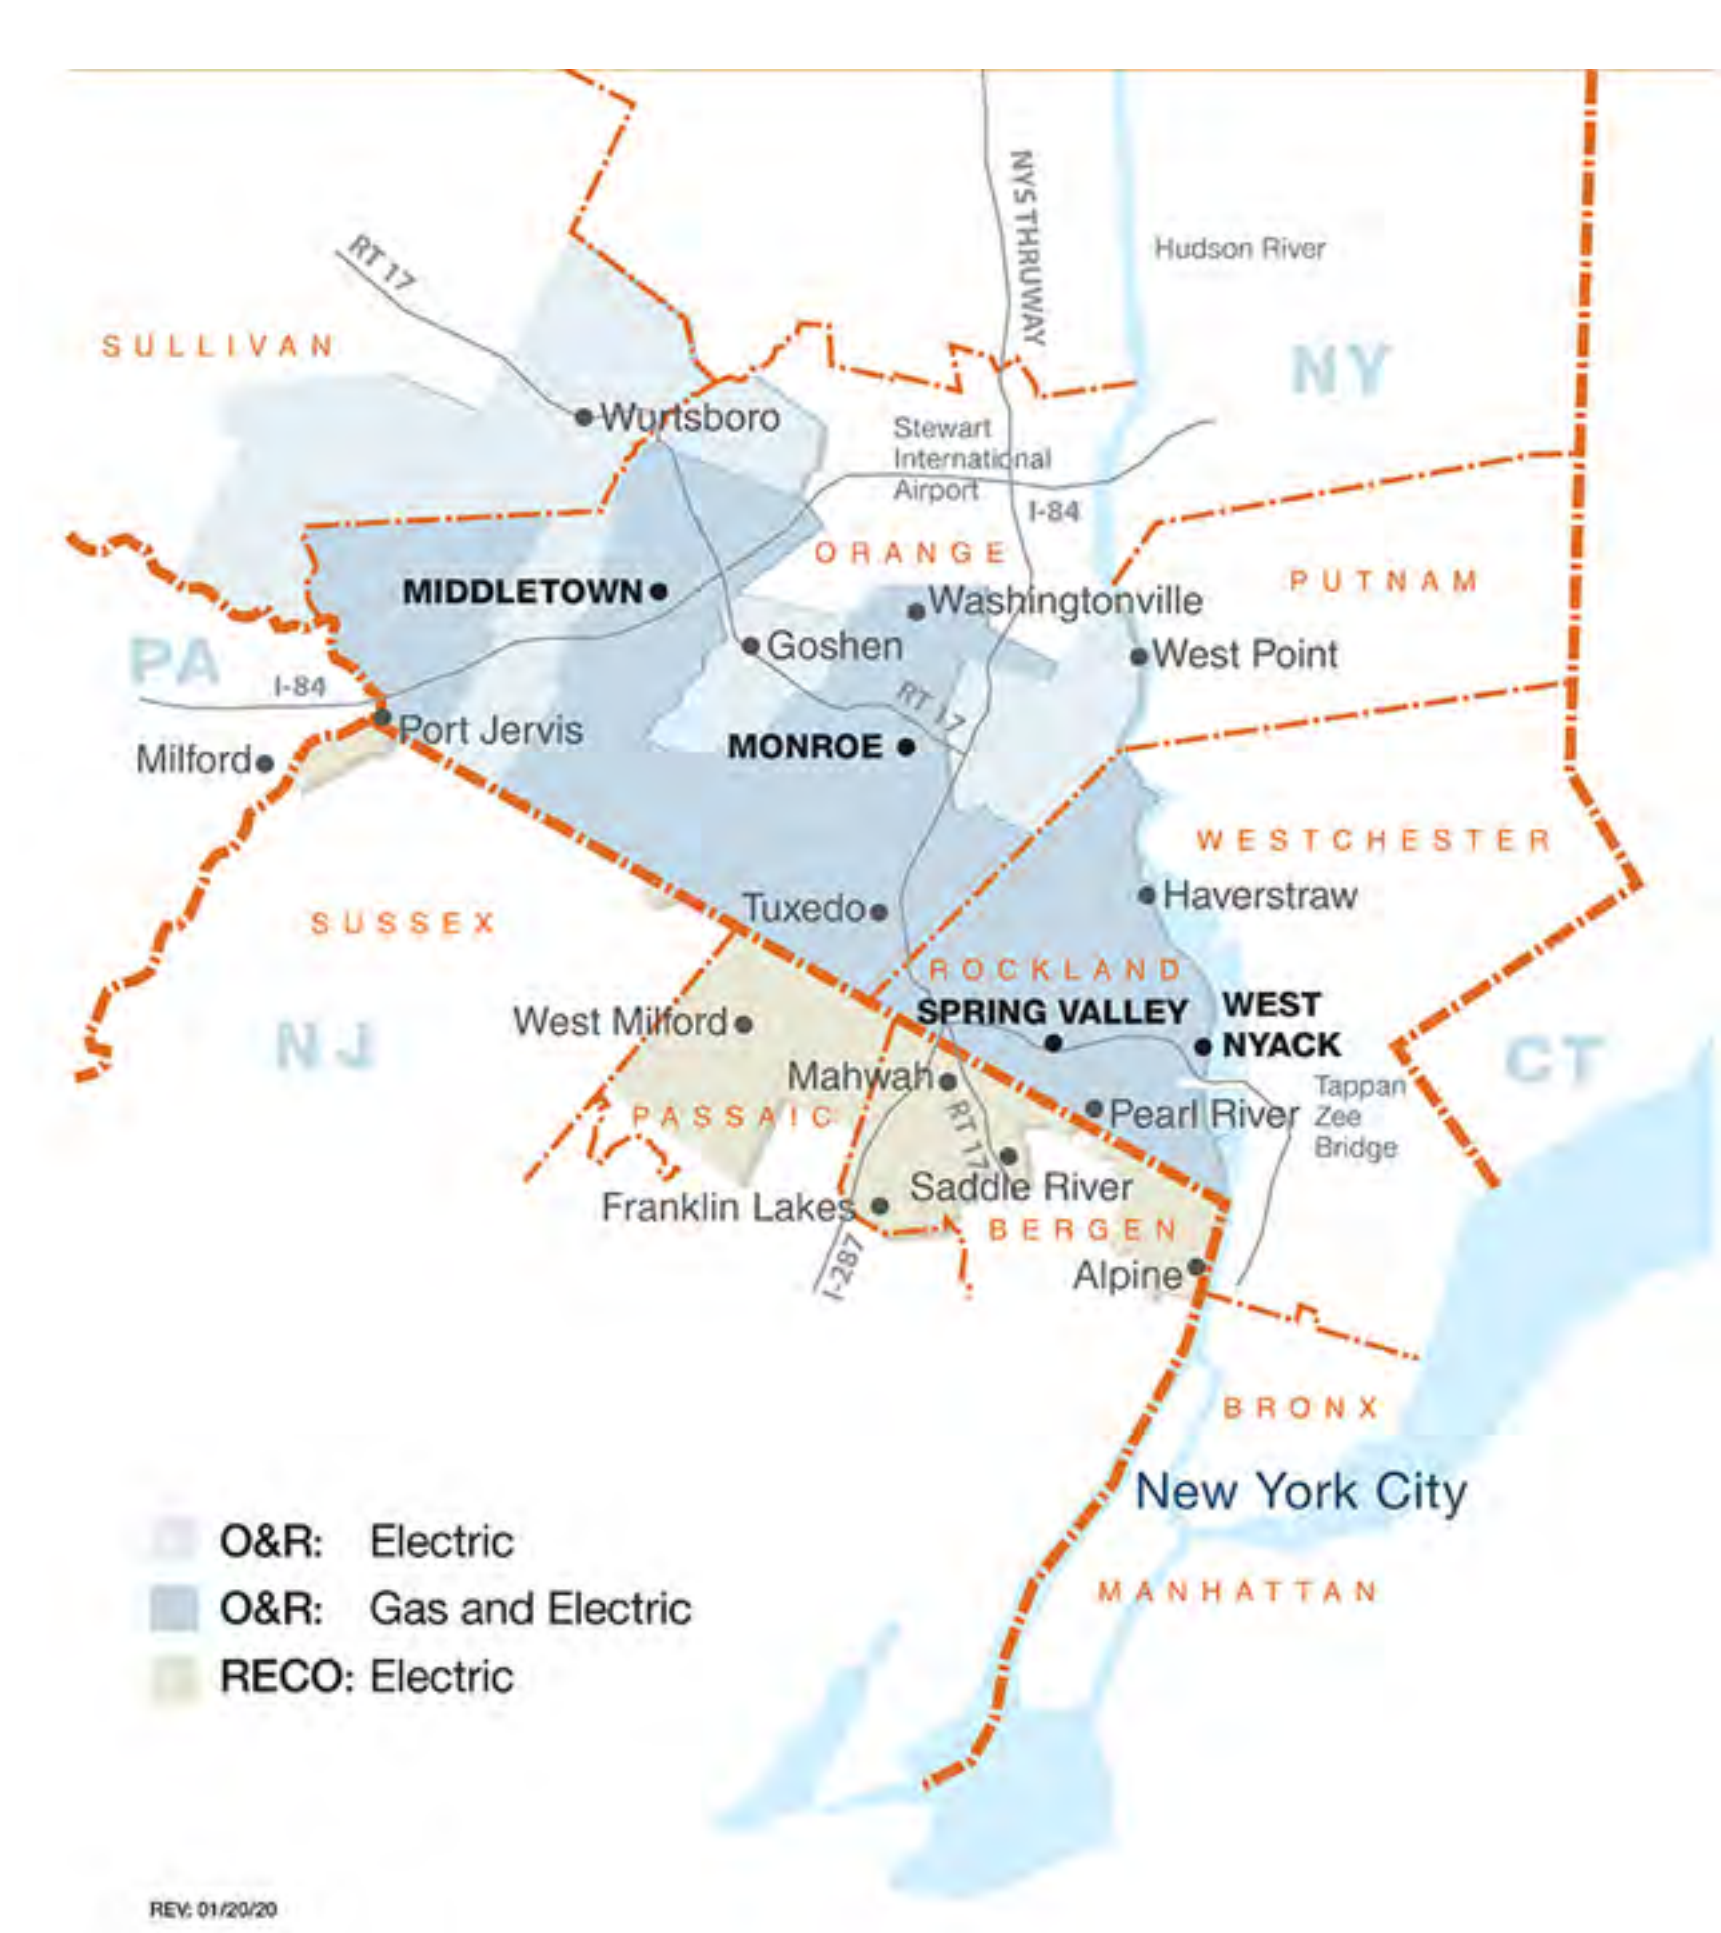 NYS THRUWAY
Hudson River
RT 17
SULLIVAN
NY
Wurtsboro
Stewart
International
Airport
I-84
ORANGE
PUTNAM
MIDDLETOWN
Washingtonville
Goshen
West Point
PA
I-84
RT 17
Port Jervis
MONROE
Milford
WESTCHESTER
Haverstraw
Tuxedo
SUSSEX
ROCKLAND
SPRING VALLEY
WEST
NYACK
West Milford
NJ
CT
Mahwah
Tappan
Zee
Bridge
PASSAIC
RT 17
Pearl River
Saddle River
Franklin Lakes
BERGEN
I-287
Alpine
BRONX
New York City
MANHATTAN
O&R: Electric
O&R: Gas and Electric
RECO: Electric
REV: 01/20/20